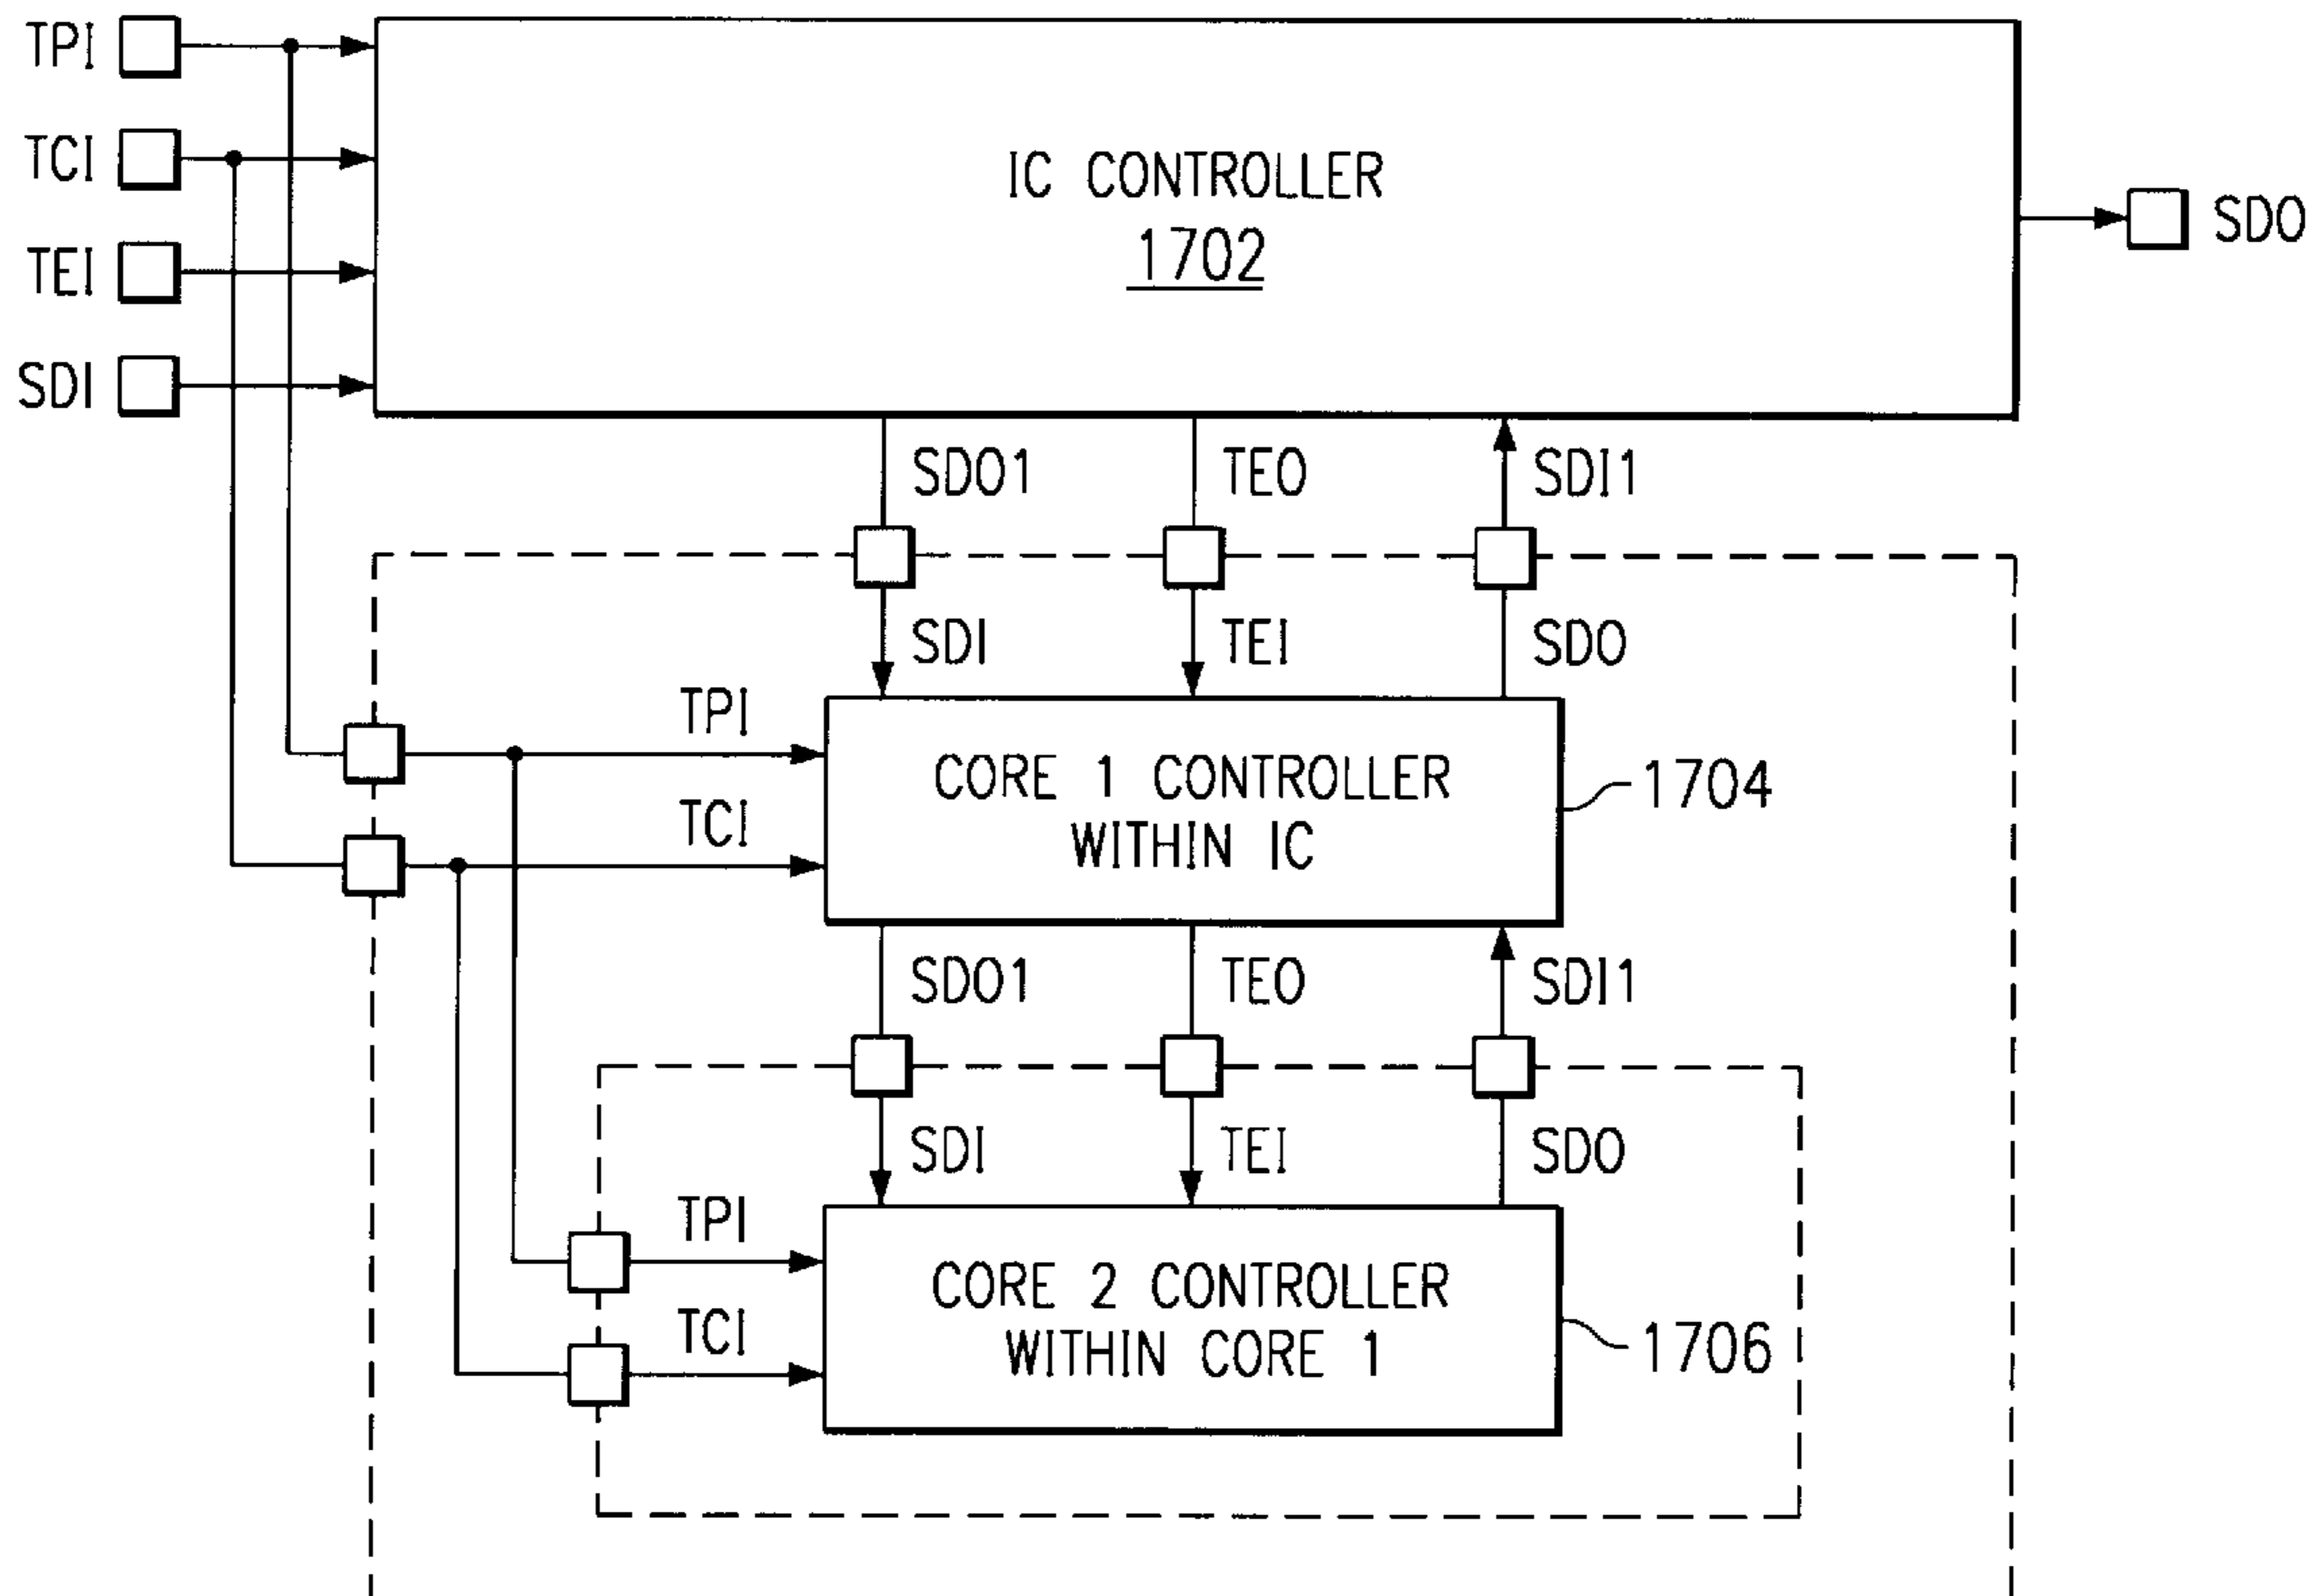 TPI
TCI
TEI
SDI
IC CONTROLLER
1702
SDO
SDO1
TEO
SDI1
SDI
TEI
SDO
TPI
TCI
CORE 1 CONTROLLER
WITHIN IC
1704
SDO1
TEO
SDI1
SDI
TEI
SDO
TPI
TCI
CORE 2 CONTROLLER
WITHIN CORE 1
1706